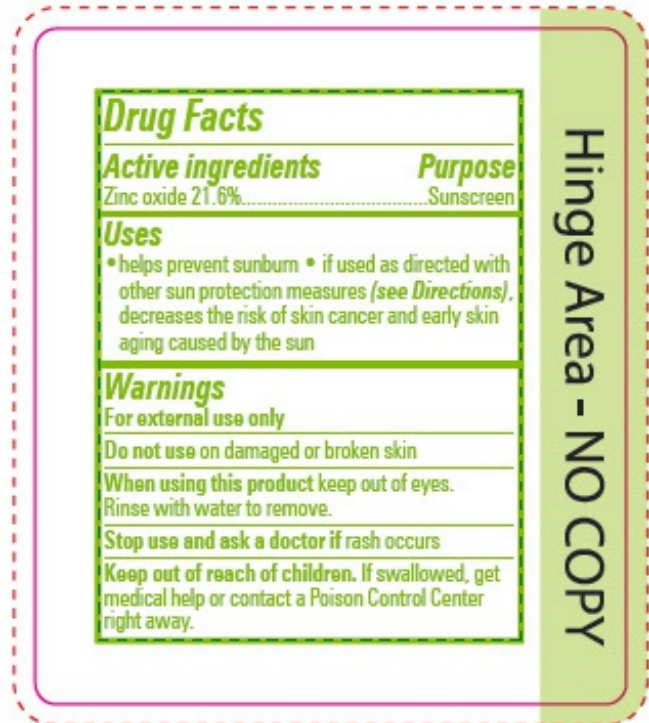 Drug Facts
Active ingredients Purpose
Zinc oxide 21.6%......................................Sunscreen
Uses
• helps prevent sunburn • if used as directed with
other sun protection measures (see Directions),
decreases the risk of skin cancer and early skin
aging caused by the sun
Warnings
For external use only
Do not use on damaged or broken skin
When using this product keep out of eyes.
Rinse with water to remove.
Stop use and ask a doctor if rash occurs
Keep out of reach of children. If swallowed, get
medical help or contact a Poison Control Center
right away.
Hinge Area - NO COPY